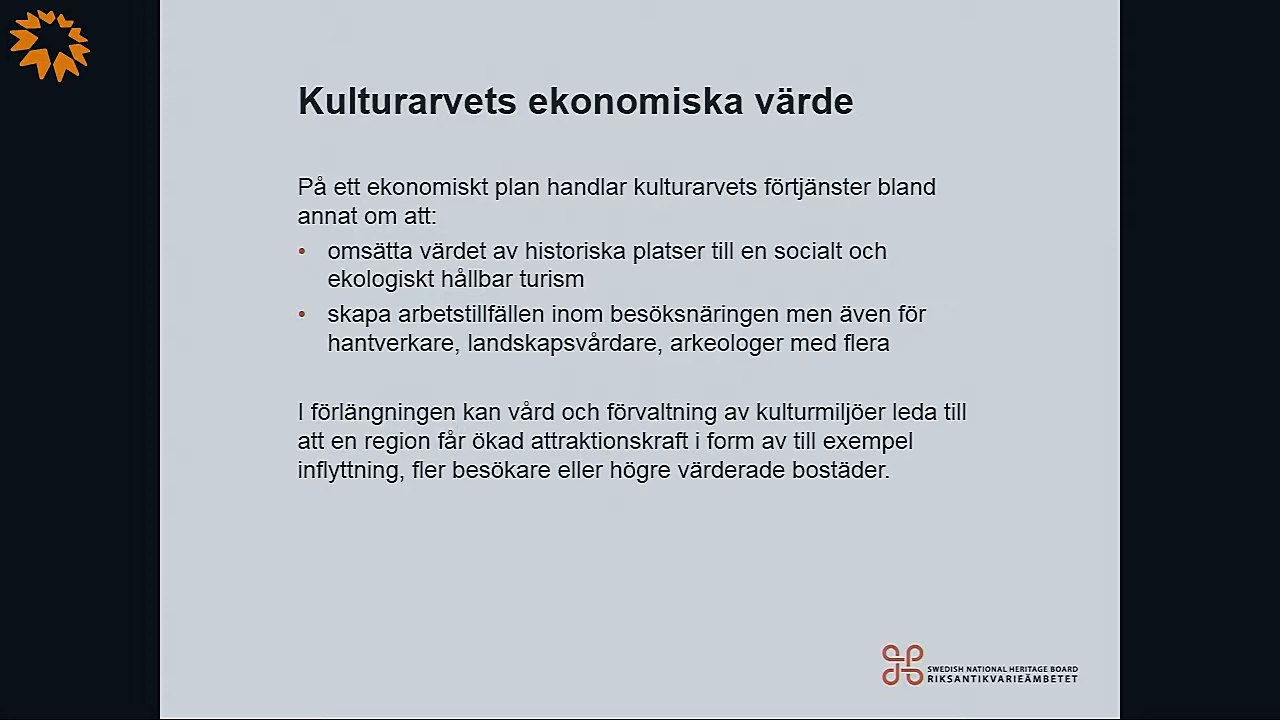 Kulturarvets ekonomiska värde
På ett ekonomiskt plan handlar kulturarvets förtjänster bland
annat om att:
• omsätta värdet av historiska platser till en socialt och
ekologiskt hållbar turism
• skapa arbetstillfällen inom besöksnäringen men även för
hantverkare, landskapsvårdare, arkeologer med flera
I förlängningen kan vård och förvaltning av kulturmiljöer leda till
att en region får ökad attraktionskraft i form av till exempel
inflyttning, fler besökare eller högre värderade bostäder.
SWEDISH NATIONAL HERITAGE BOARD
RIKSANTIKVARIEÄMBETET